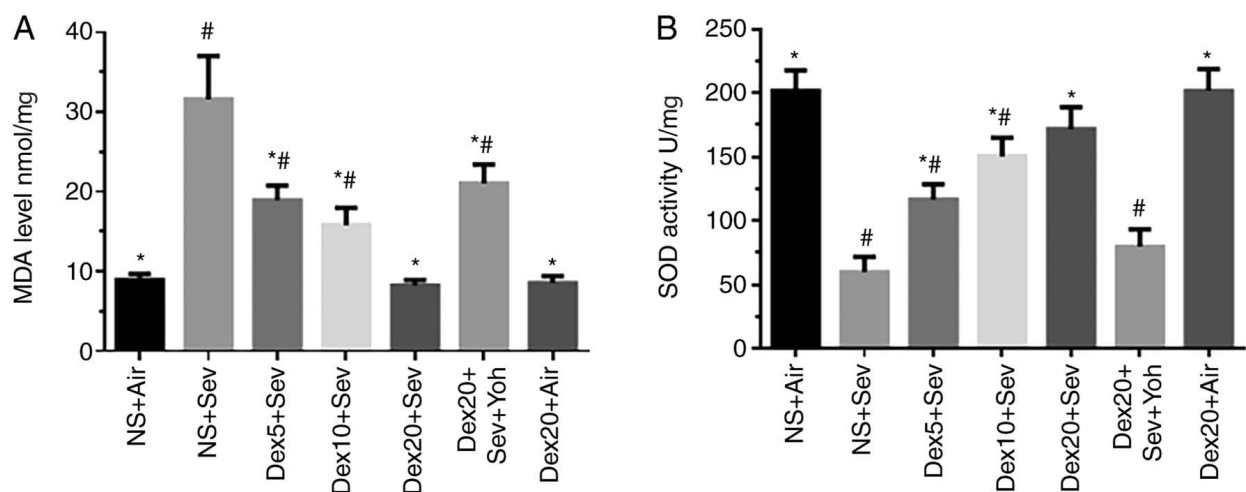 A
MDA level nmol/mg
40
30
20
10
0
*
#
*#
*#
*
*#
*
NS+Air
NS+Sev
Dex5+Sev
Dex10+Sev
Dex20+Sev
Dex20+
Sev+Yoh
Dex20+Air
B
SOD activity U/mg
250
200
150
100
50
0
*
#
*#
*#
*
#
*
NS+Air
NS+Sev
Dex5+Sev
Dex10+Sev
Dex20+Sev
Dex20+
Sev+Yoh
Dex20+Air